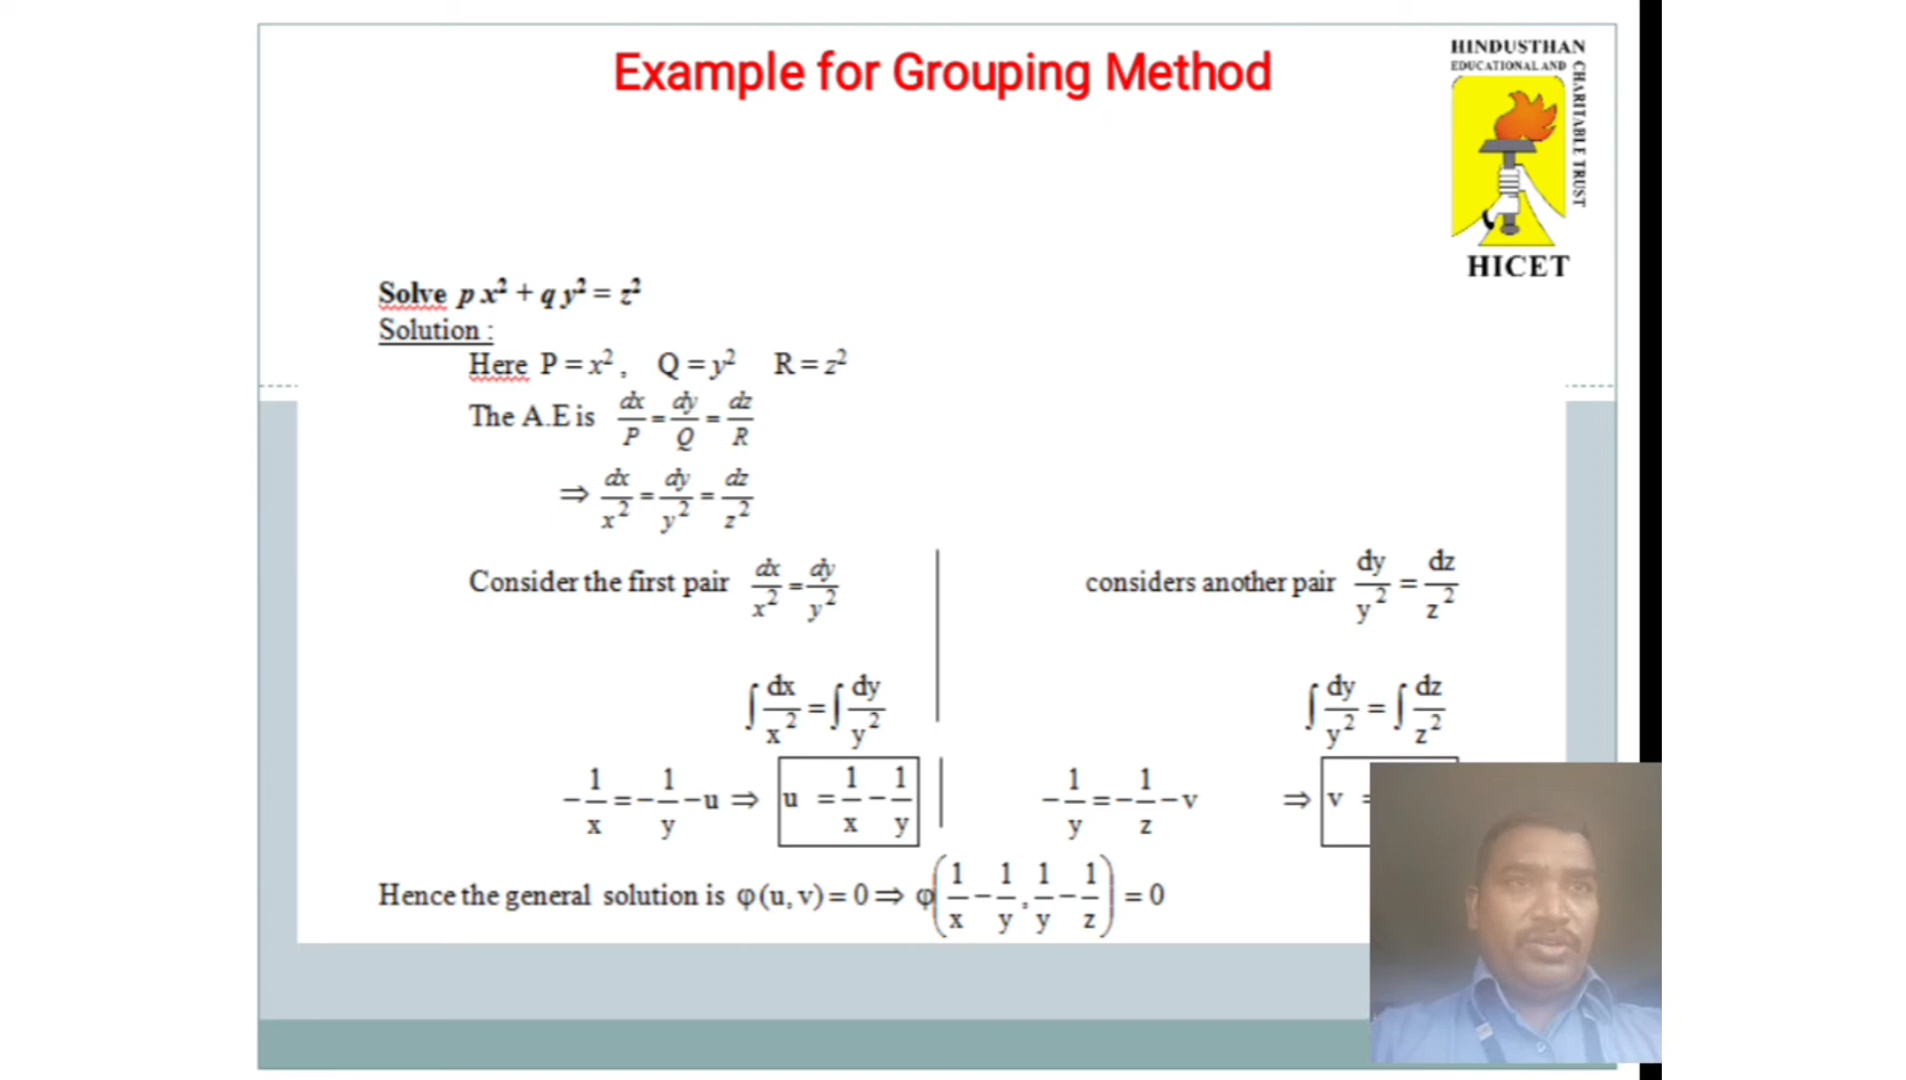 Example for Grouping Method
HINDUSTHAN
EDUCATIONAL AND
CHARITABLE TRUST
HICET
Solve p x² + q y² = z²
Solution :
Here P = x² , Q = y² R = z²
The A.E is dx/P = dy/Q = dz/R
⇒ dx/x² = dy/y² = dz/z²
Consider the first pair dx/x² = dy/y²
considers another pair dy/y² = dz/z²
∫ dx/x² = ∫ dy/y²
∫ dy/y² = ∫ dz/z²
− 1/x = − 1/y − u ⇒ u = 1/x − 1/y
− 1/y = − 1/z − v ⇒ v =
Hence the general solution is φ(u, v) = 0 ⇒ φ(1/x − 1/y , 1/y − 1/z) = 0